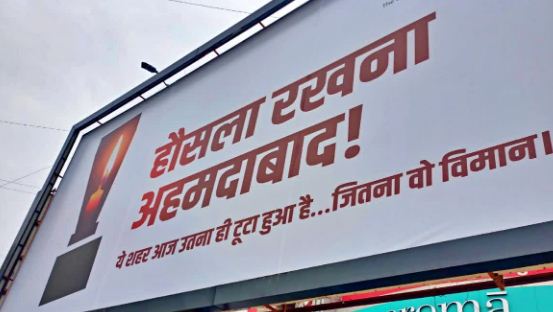 हौसला रखना
अहमदाबाद!
ये शहर आज उतना ही टूटा हुआ है...जितना वो विमान।